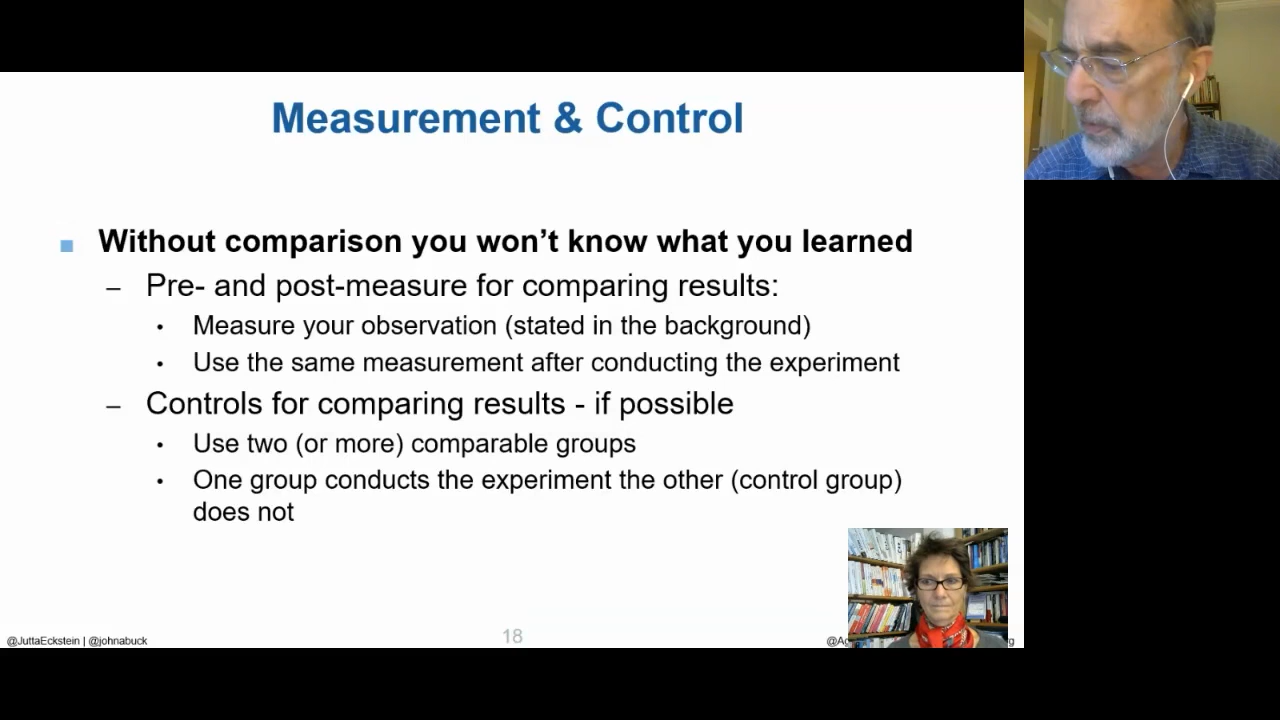 Measurement & Control
Without comparison you won't know what you learned
– Pre- and post-measure for comparing results:
• Measure your observation (stated in the background)
• Use the same measurement after conducting the experiment
– Controls for comparing results - if possible
• Use two (or more) comparable groups
• One group conducts the experiment the other (control group)
does not
@JuttaEckstein | @johnabuck
18